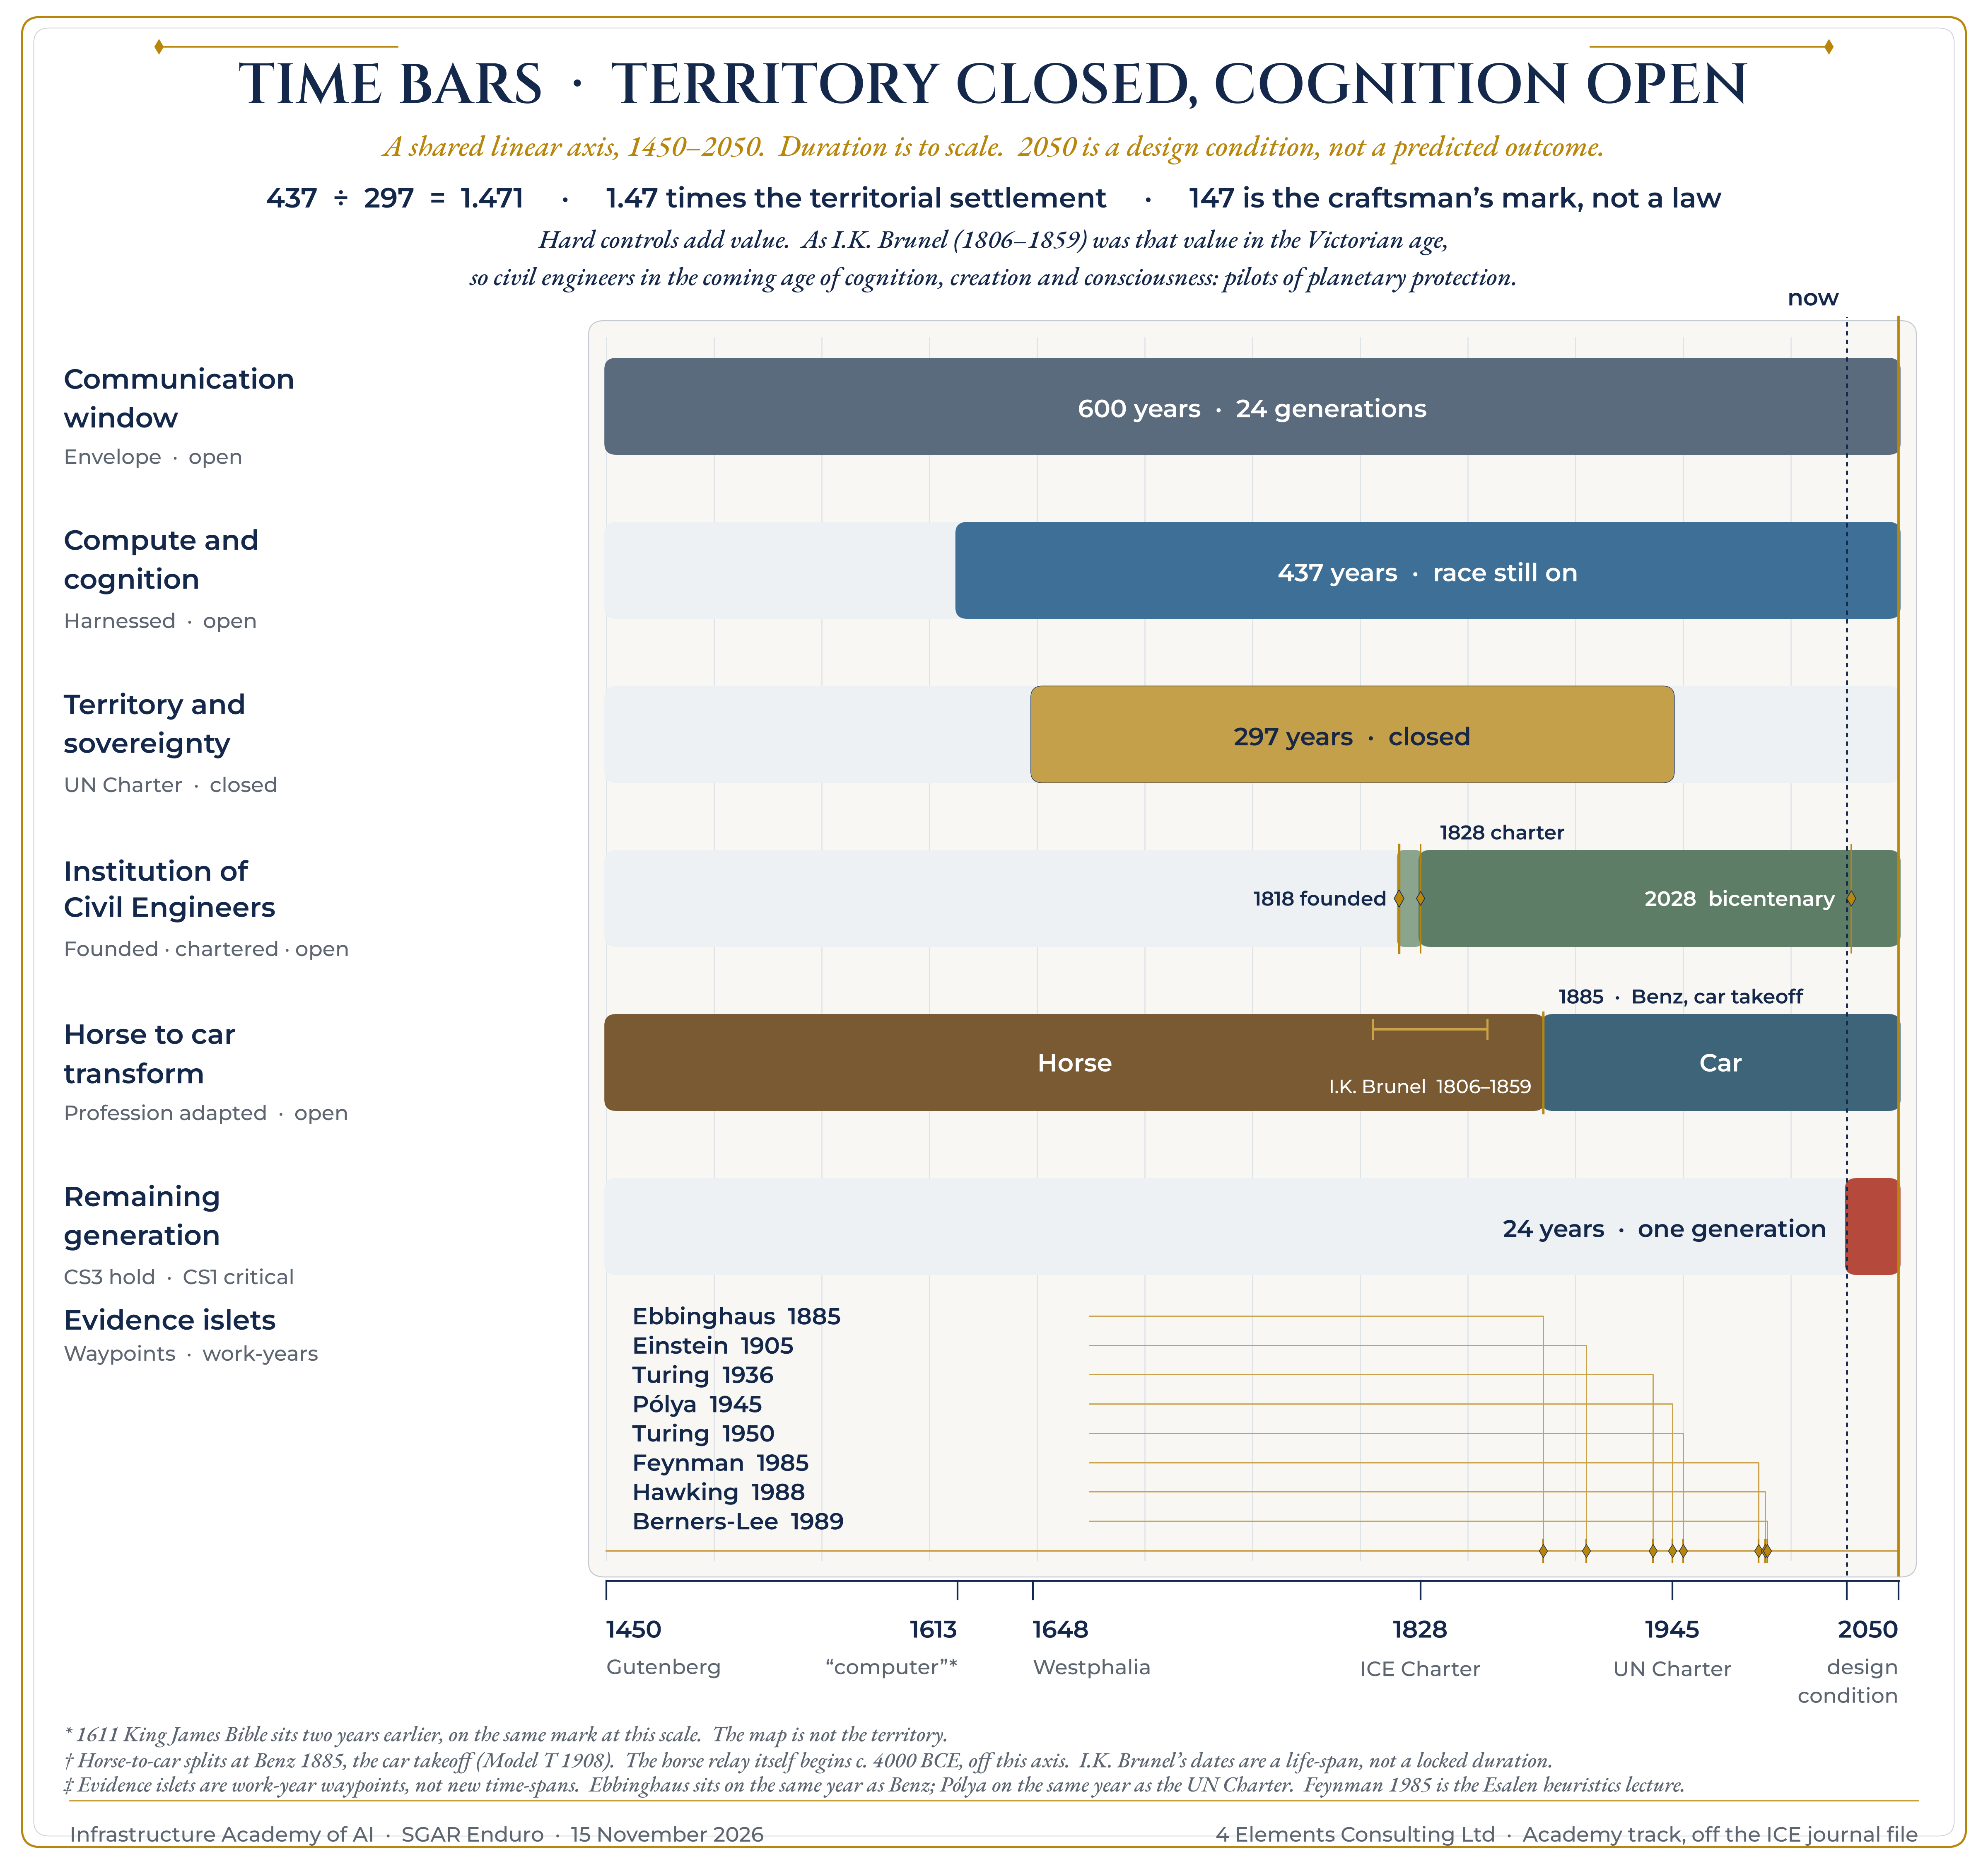 TIME BARS · TERRITORY CLOSED, COGNITION OPEN
A shared linear axis, 1450–2050. Duration is to scale. 2050 is a design condition, not a predicted outcome.
437 ÷ 297 = 1.471 · 1.47 times the territorial settlement · 147 is the craftsman’s mark, not a law
Hard controls add value. As I.K. Brunel (1806–1859) was that value in the Victorian age,
so civil engineers in the coming age of cognition, creation and consciousness: pilots of planetary protection.
now
Communication
window
Envelope · open
600 years · 24 generations
Compute and
cognition
Harnessed · open
437 years · race still on
Territory and
sovereignty
UN Charter · closed
297 years · closed
Institution of
Civil Engineers
Founded · chartered · open
1828 charter
1818 founded
2028 bicentenary
Horse to car
transform
Profession adapted · open
1885 · Benz, car takeoff
Horse
I.K. Brunel 1806–1859
Car
Remaining
generation
CS3 hold · CS1 critical
24 years · one generation
Evidence islets
Waypoints · work-years
Ebbinghaus 1885
Einstein 1905
Turing 1936
Pólya 1945
Turing 1950
Feynman 1985
Hawking 1988
Berners-Lee 1989
1450 1613 1648 1828 1945 2050
Gutenberg “computer”* Westphalia ICE Charter UN Charter design
condition
* 1611 King James Bible sits two years earlier, on the same mark at this scale. The map is not the territory.
† Horse-to-car splits at Benz 1885, the car takeoff (Model T 1908). The horse relay itself begins c. 4000 BCE, off this axis. I.K. Brunel’s dates are a life-span, not a locked duration.
‡ Evidence islets are work-year waypoints, not new time-spans. Ebbinghaus sits on the same year as Benz; Pólya on the same year as the UN Charter. Feynman 1985 is the Esalen heuristics lecture.
Infrastructure Academy of AI · SGAR Enduro · 15 November 2026
4 Elements Consulting Ltd · Academy track, off the ICE journal file